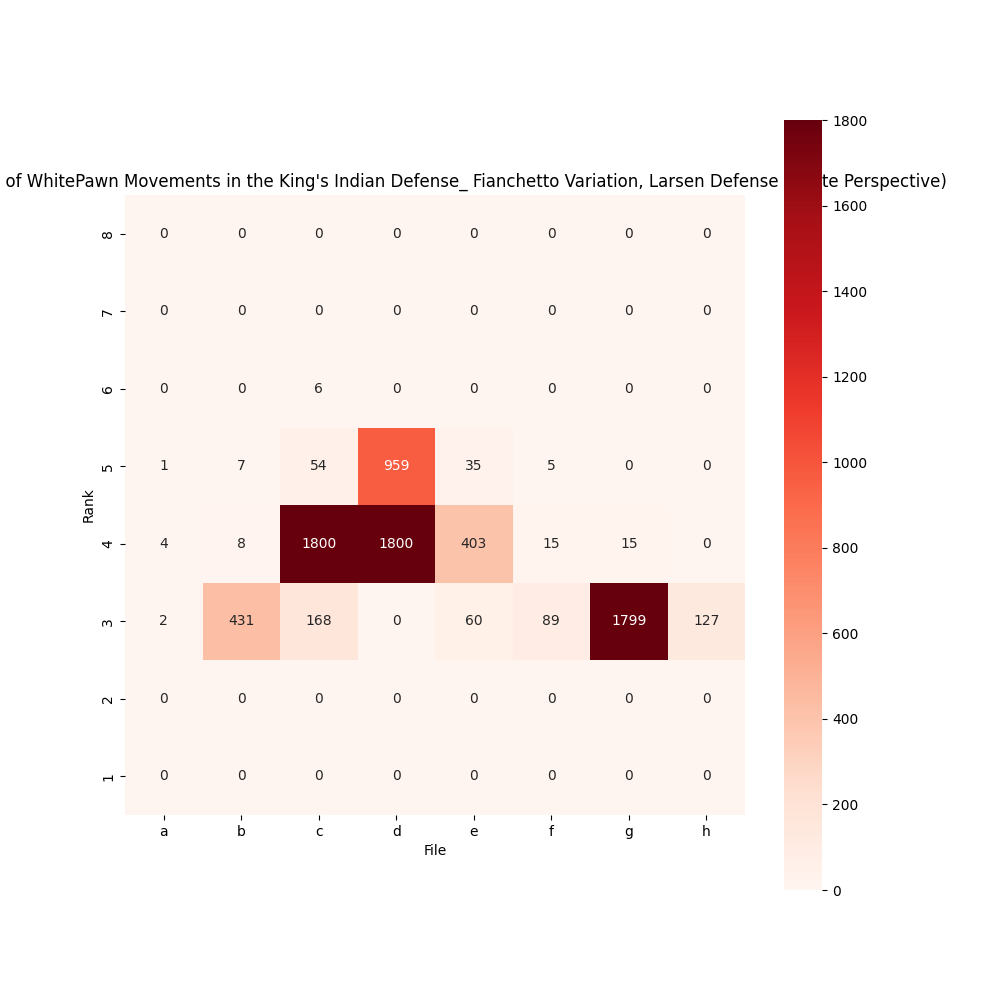 of WhitePawn Movements in the King's Indian Defense_ Fianchetto Variation, Larsen Defense te Perspective)
1800
1600
1400
1200
1000
800
600
400
200
0
8 0 0 0 0 0 0 0 0
7 0 0 0 0 0 0 0 0
6 0 0 6 0 0 0 0 0
5 1 7 54 959 35 5 0 0
4 4 8 1800 1800 403 15 15 0
3 2 431 168 0 60 89 1799 127
2 0 0 0 0 0 0 0 0
1 0 0 0 0 0 0 0 0
Rank
a b c d e f g h
File